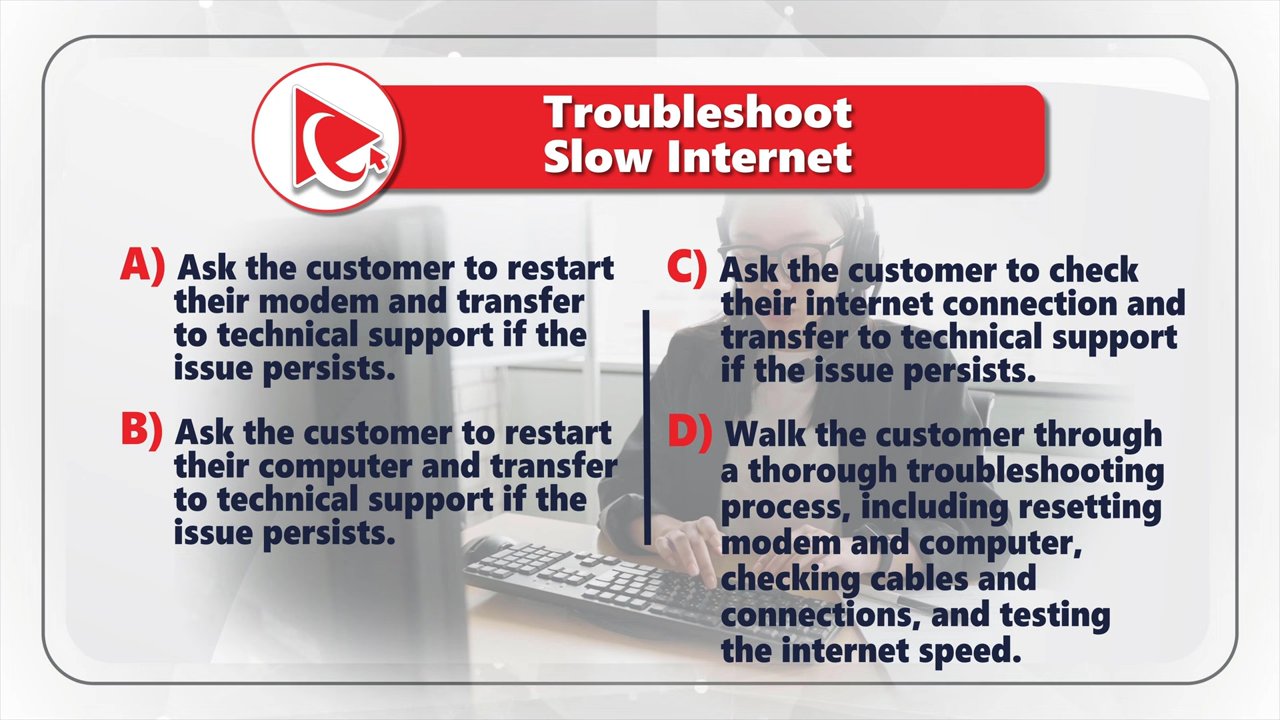 Troubleshoot
Slow Internet
A) Ask the customer to restart
their modem and transfer
to technical support if the
issue persists.
B) Ask the customer to restart
their computer and transfer
to technical support if the
issue persists.
C) Ask the customer to check
their internet connection and
transfer to technical support
if the issue persists.
D) Walk the customer through
a thorough troubleshooting
process, including resetting
modem and computer,
checking cables and
connections, and testing
the internet speed.